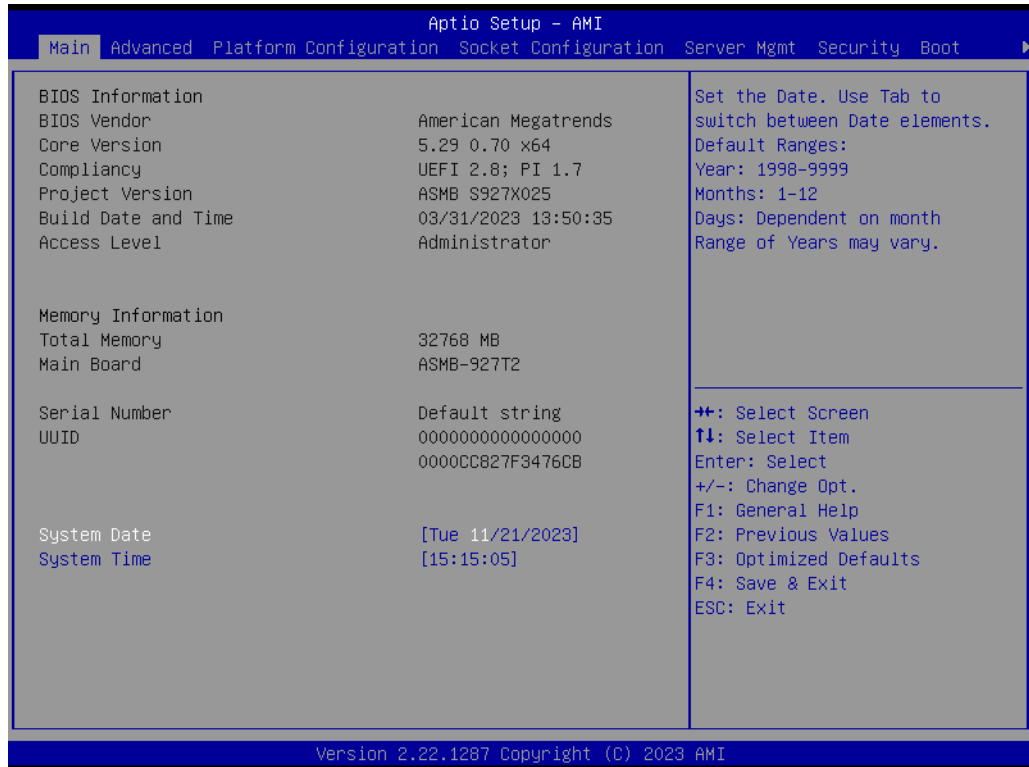 Aptio Setup – AMI
Main Advanced Platform Configuration Socket Configuration Server Mgmt Security Boot ►
BIOS Information
BIOS Vendor American Megatrends
Core Version 5.29 0.70 x64
Compliancy UEFI 2.8; PI 1.7
Project Version ASMB S927X025
Build Date and Time 03/31/2023 13:50:35
Access Level Administrator
Memory Information
Total Memory 32768 MB
Main Board ASMB-927T2
Serial Number Default string
UUID 0000000000000000
0000CC827F3476CB
System Date [Tue 11/21/2023]
System Time [15:15:05]
Set the Date. Use Tab to
switch between Date elements.
Default Ranges:
Year: 1998-9999
Months: 1-12
Days: Dependent on month
Range of Years may vary.
→←: Select Screen
↑↓: Select Item
Enter: Select
+/-: Change Opt.
F1: General Help
F2: Previous Values
F3: Optimized Defaults
F4: Save & Exit
ESC: Exit
Version 2.22.1287 Copyright (C) 2023 AMI